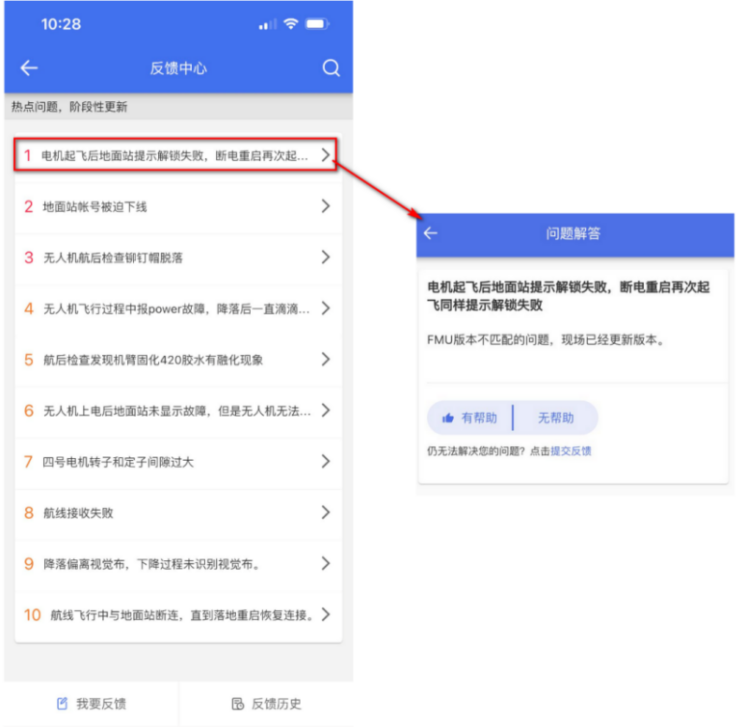 10:28
反馈中心
热点问题，阶段性更新
1 电机起飞后地面站提示解锁失败，断电重启再次起...
2 地面站帐号被迫下线
3 无人机航后检查铆钉帽脱落
4 无人机飞行过程中报power故障，降落后一直滴滴...
5 航后检查发现机臂固化420胶水有融化现象
6 无人机上电后地面站未显示故障，但是无人机无法...
7 四号电机转子和定子间隙过大
8 航线接收失败
9 降落偏离视觉布，下降过程未识别视觉布。
10 航线飞行中与地面站断连，直到落地重启恢复连接。
我要反馈
反馈历史
问题解答
电机起飞后地面站提示解锁失败，断电重启再次起
飞同样提示解锁失败
FMU版本不匹配的问题，现场已经更新版本。
有帮助
无帮助
仍无法解决您的问题？点击提交反馈